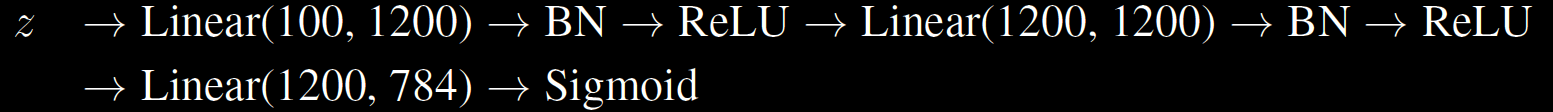 z → Linear(100, 1200) → BN → ReLU → Linear(1200, 1200) → BN → ReLU
→ Linear(1200, 784) → Sigmoid